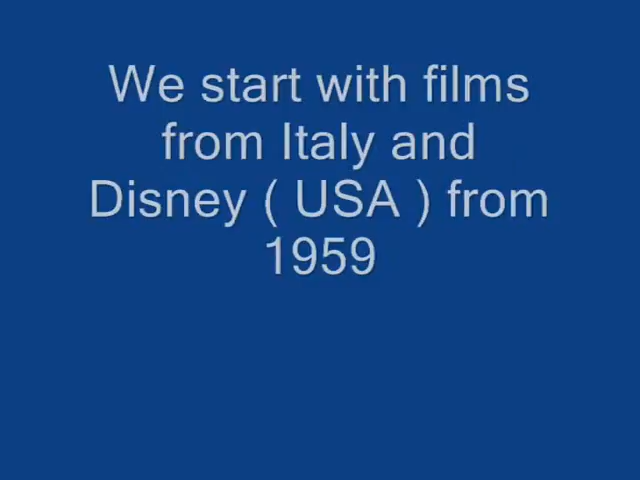 We start with films
from Italy and
Disney ( USA ) from
1959